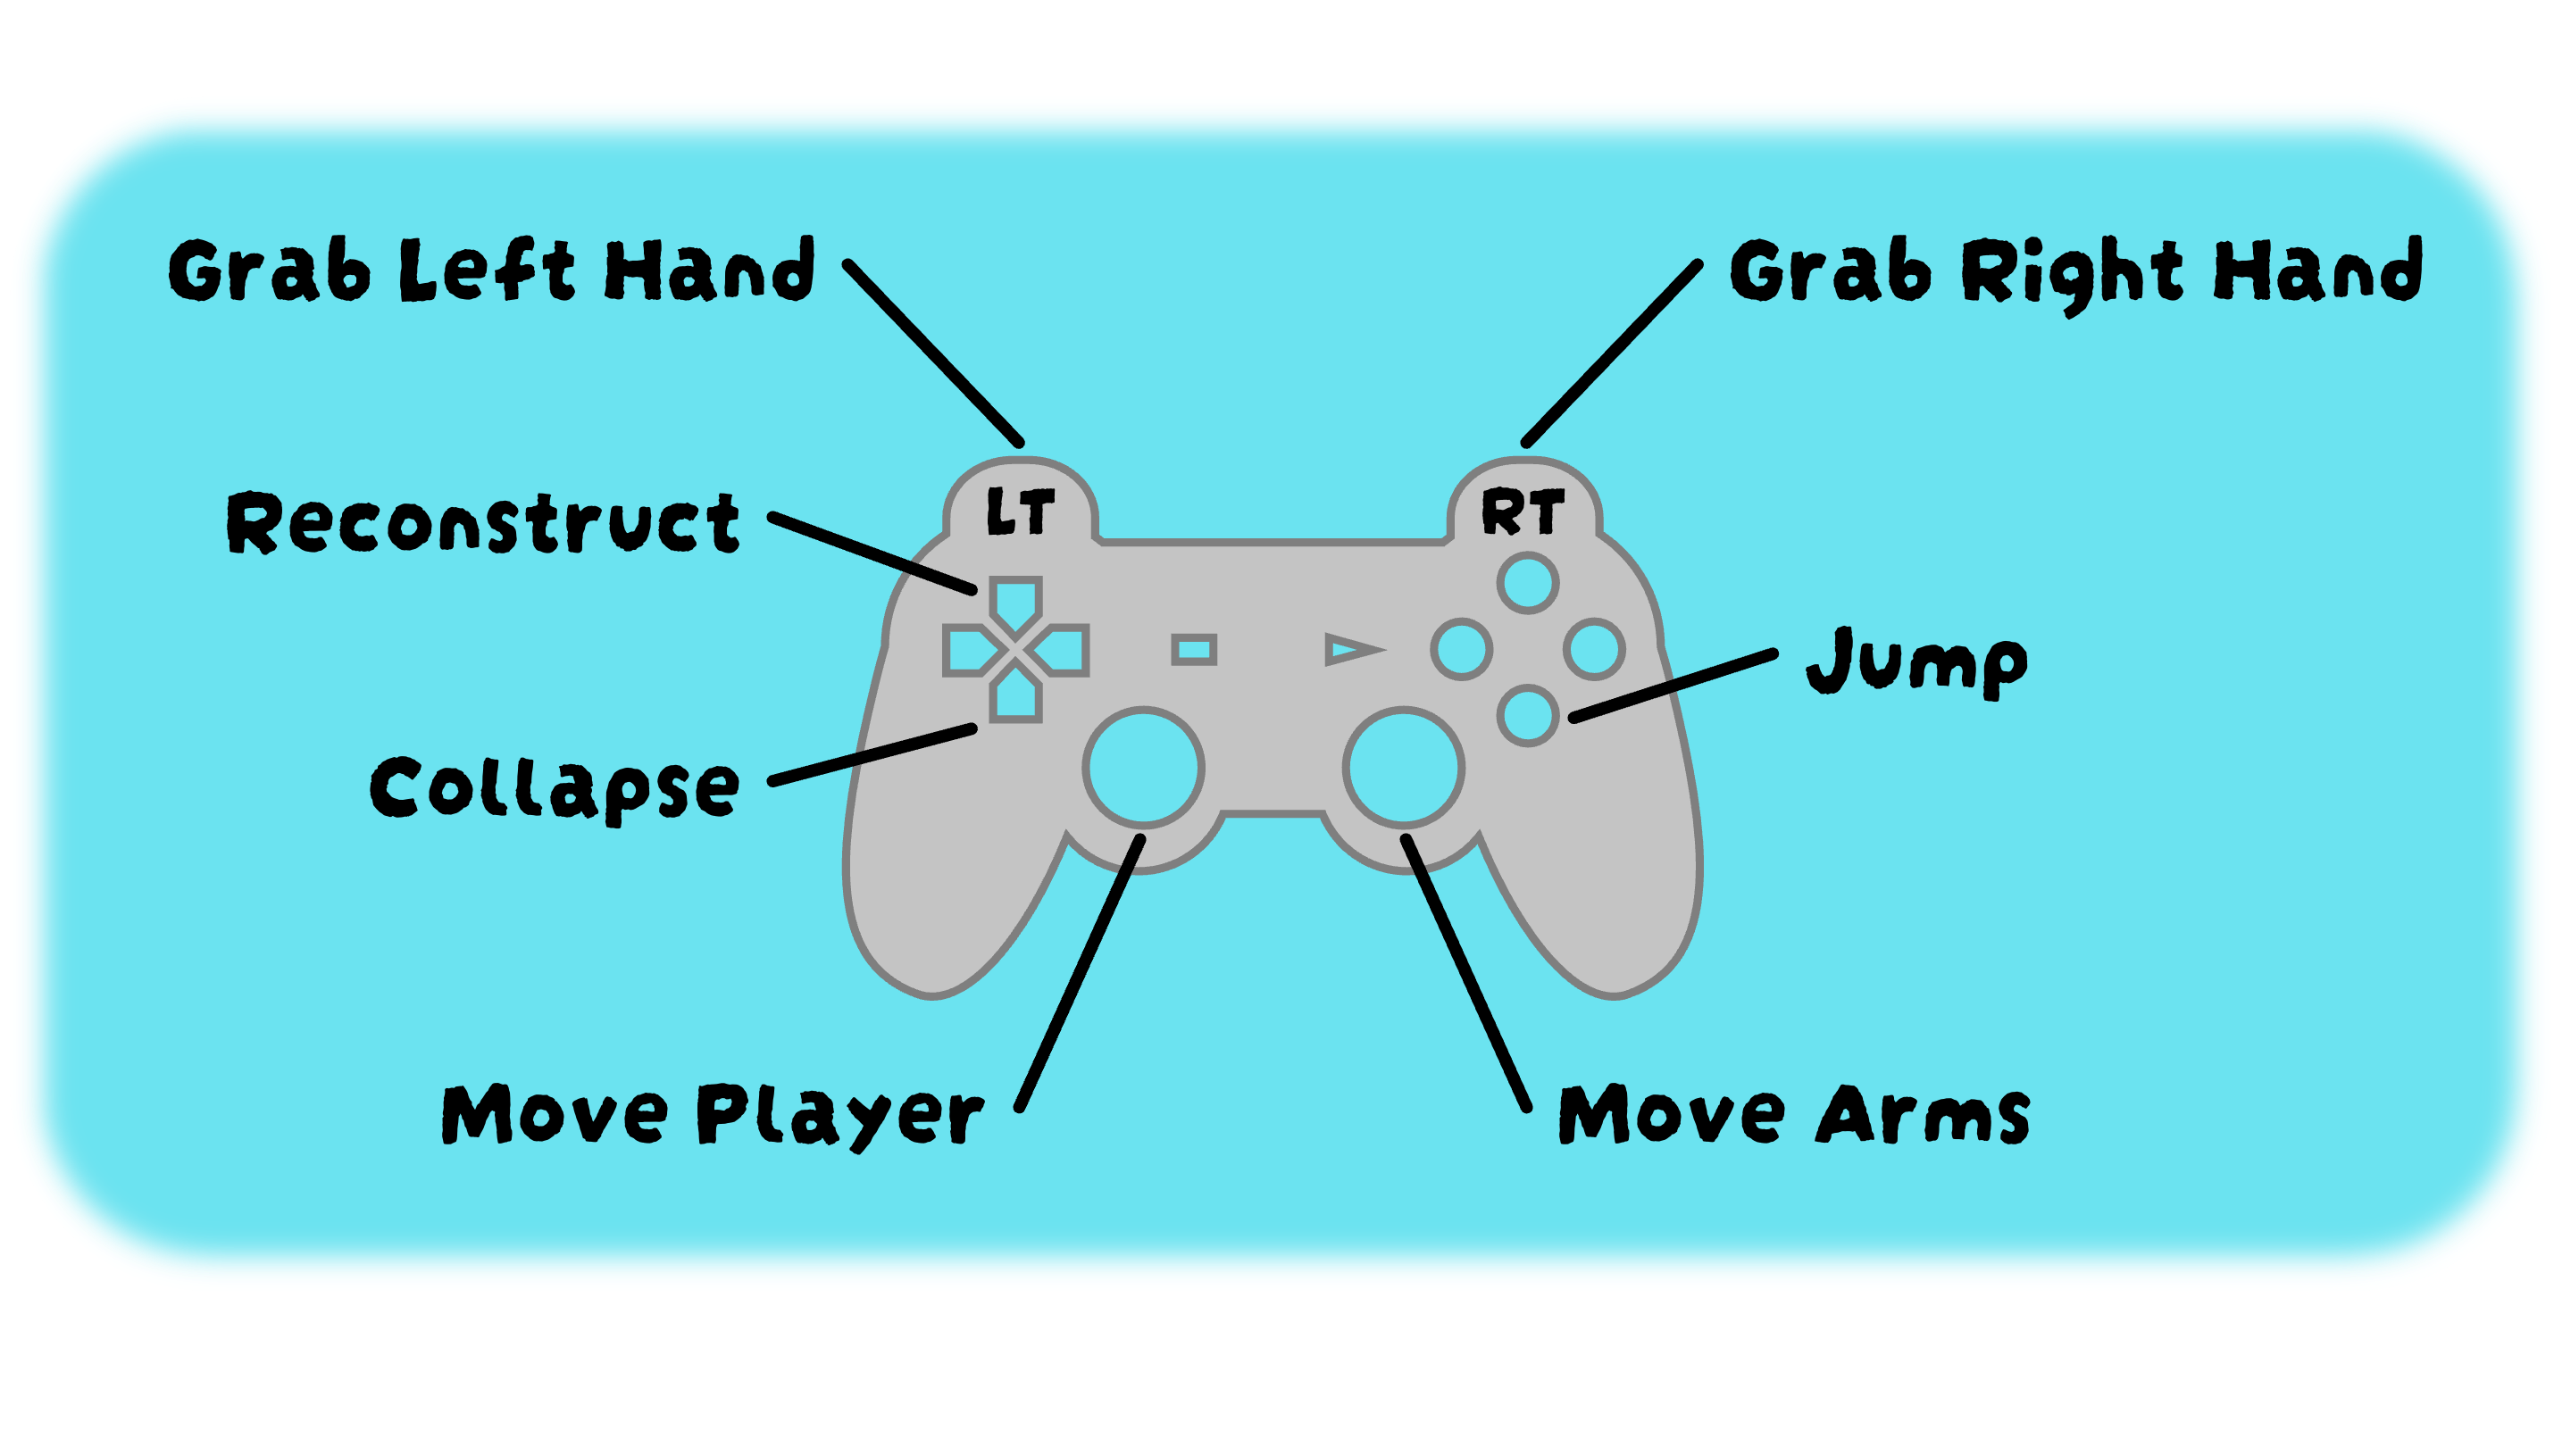 Grab Left Hand
Grab Right Hand
LT
RT
Reconstruct
Jump
Collapse
Move Player
Move Arms